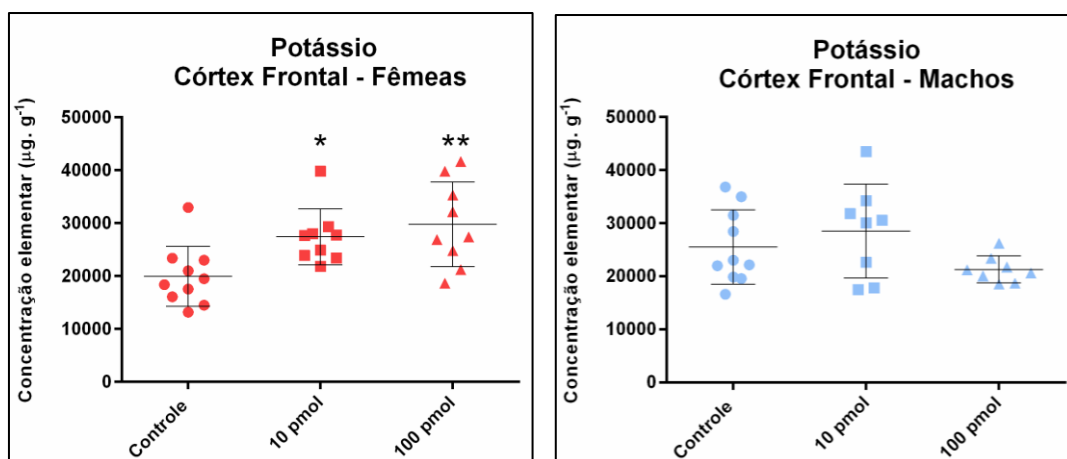 Potássio
Córtex Frontal - Fêmeas
Concentração elementar (µg. g⁻¹)
50000
40000
30000
20000
10000
0
* **
Controle
10 pmol
100 pmol
Potássio
Córtex Frontal - Machos
Concentração elementar (µg. g⁻¹)
50000
40000
30000
20000
10000
0
Controle
10 pmol
100 pmol